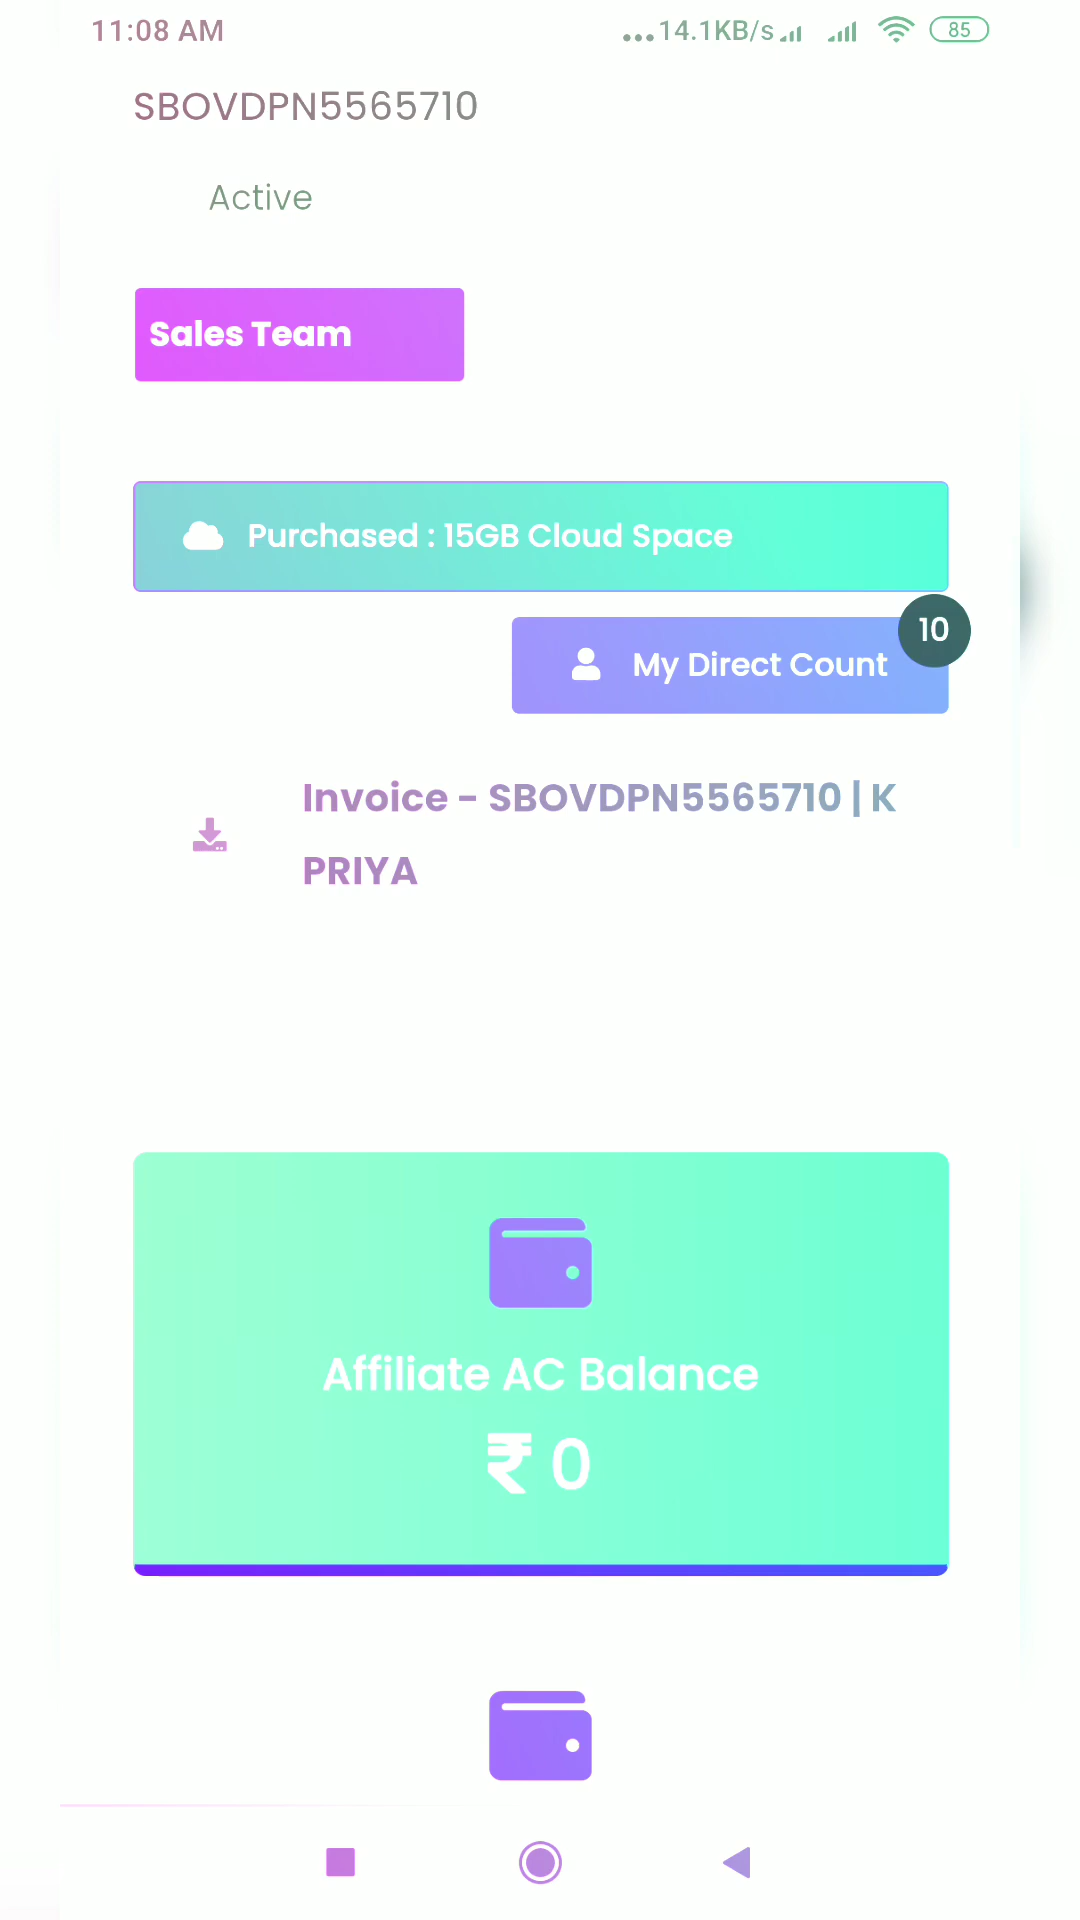 11:08 AM
...14.1KB/s
85
SBOVDPN5565710
Active
Sales Team
Purchased : 15GB Cloud Space
10
My Direct Count
Invoice - SBOVDPN5565710 | K
PRIYA
Affiliate AC Balance
₹ 0